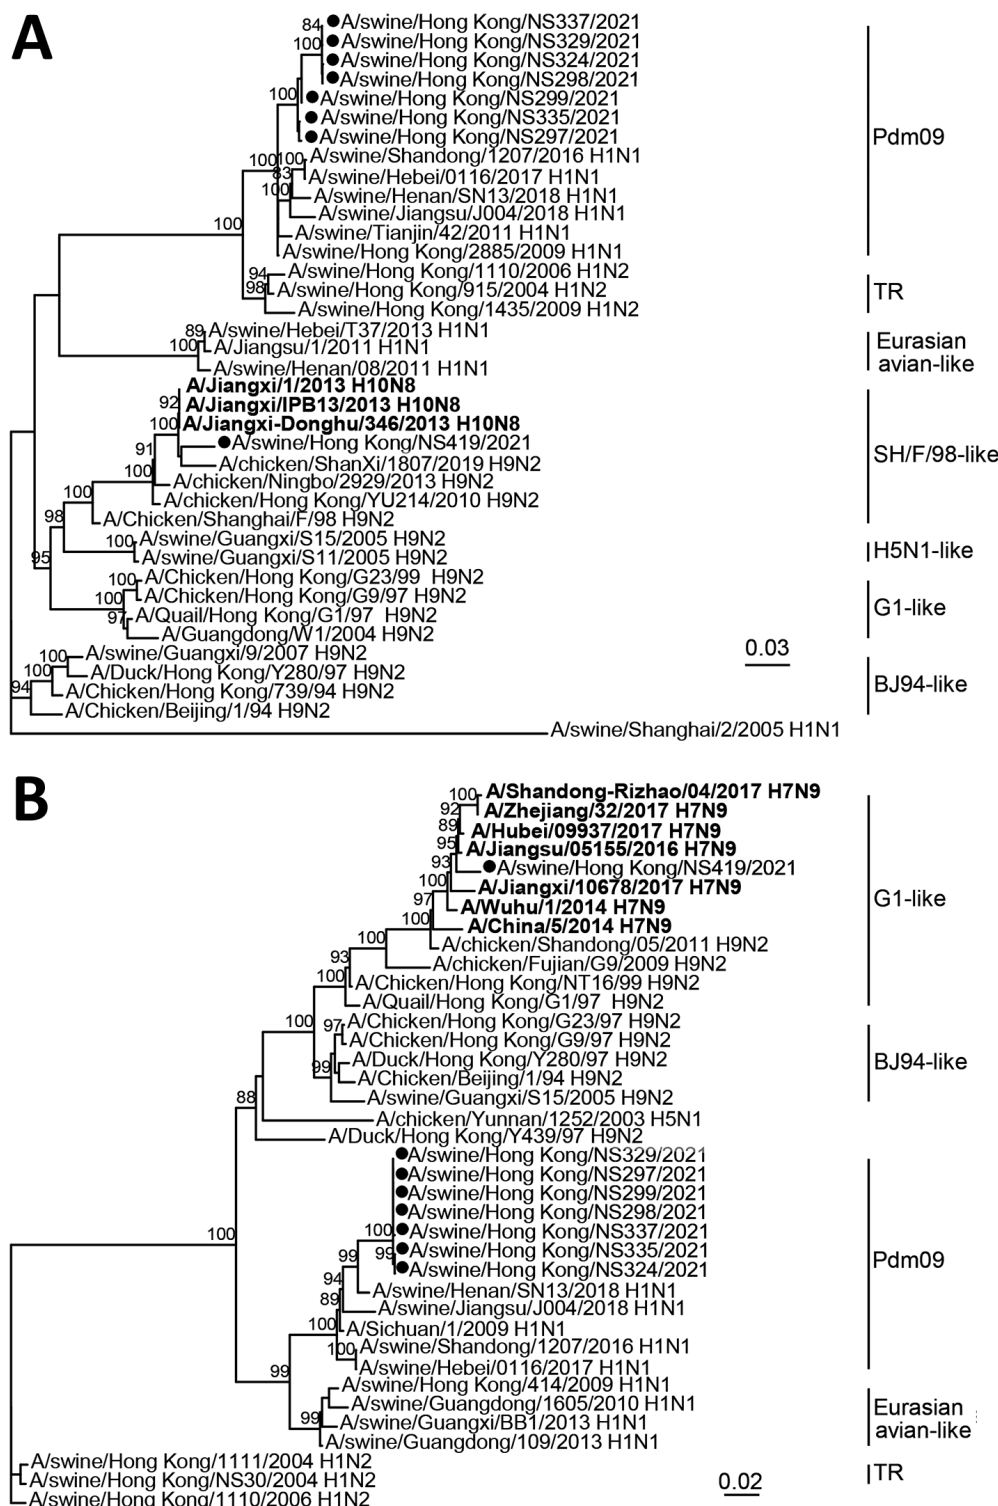 A
84
A/swine/Hong Kong/NS337/2021
100
A/swine/Hong Kong/NS329/2021
A/swine/Hong Kong/NS324/2021
A/swine/Hong Kong/NS298/2021
100
A/swine/Hong Kong/NS299/2021
A/swine/Hong Kong/NS335/2021
A/swine/Hong Kong/NS297/2021
Pdm09
100
100
A/swine/Shandong/1207/2016 H1N1
83
A/swine/Hebei/0116/2017 H1N1
100
A/swine/Henan/SN13/2018 H1N1
A/swine/Jiangsu/J004/2018 H1N1
100
A/swine/Tianjin/42/2011 H1N1
A/swine/Hong Kong/2885/2009 H1N1
94
A/swine/Hong Kong/1110/2006 H1N2
98
A/swine/Hong Kong/915/2004 H1N2
TR
A/swine/Hong Kong/1435/2009 H1N2
89
A/swine/Hebei/T37/2013 H1N1
100
A/Jiangsu/1/2011 H1N1
Eurasian
avian-like
A/swine/Henan/08/2011 H1N1
A/Jiangxi/1/2013 H10N8
92
A/Jiangxi/IPB13/2013 H10N8
100
A/Jiangxi-Donghu/346/2013 H10N8
91
A/swine/Hong Kong/NS419/2021
SH/F/98-like
100
A/chicken/ShanXi/1807/2019 H9N2
A/chicken/Ningbo/2929/2013 H9N2
100
A/chicken/Hong Kong/YU214/2010 H9N2
98
A/Chicken/Shanghai/F/98 H9N2
100
A/swine/Guangxi/S15/2005 H9N2
95
A/swine/Guangxi/S11/2005 H9N2
H5N1-like
100
A/Chicken/Hong Kong/G23/99 H9N2
100
A/Chicken/Hong Kong/G9/97 H9N2
97
A/Quail/Hong Kong/G1/97 H9N2
G1-like
A/Guangdong/W1/2004 H9N2
0.03
100
A/swine/Guangxi/9/2007 H9N2
100
A/Duck/Hong Kong/Y280/97 H9N2
94
A/Chicken/Hong Kong/739/94 H9N2
BJ94-like
A/Chicken/Beijing/1/94 H9N2
A/swine/Shanghai/2/2005 H1N1
B
100
A/Shandong-Rizhao/04/2017 H7N9
92
A/Zhejiang/32/2017 H7N9
89
A/Hubei/09937/2017 H7N9
95
A/Jiangsu/05155/2016 H7N9
93
A/swine/Hong Kong/NS419/2021
100
A/Jiangxi/10678/2017 H7N9
G1-like
97
A/Wuhu/1/2014 H7N9
100
A/China/5/2014 H7N9
100
A/chicken/Shandong/05/2011 H9N2
93
A/chicken/Fujian/G9/2009 H9N2
100
A/Chicken/Hong Kong/NT16/99 H9N2
A/Quail/Hong Kong/G1/97 H9N2
100
97
A/Chicken/Hong Kong/G23/97 H9N2
A/Chicken/Hong Kong/G9/97 H9N2
99
A/Duck/Hong Kong/Y280/97 H9N2
BJ94-like
A/Chicken/Beijing/1/94 H9N2
88
A/swine/Guangxi/S15/2005 H9N2
A/chicken/Yunnan/1252/2003 H5N1
A/Duck/Hong Kong/Y439/97 H9N2
A/swine/Hong Kong/NS329/2021
A/swine/Hong Kong/NS297/2021
A/swine/Hong Kong/NS299/2021
A/swine/Hong Kong/NS298/2021
100
100
A/swine/Hong Kong/NS337/2021
99
99
A/swine/Hong Kong/NS335/2021
Pdm09
A/swine/Hong Kong/NS324/2021
94
A/swine/Henan/SN13/2018 H1N1
89
A/swine/Jiangsu/J004/2018 H1N1
100
A/Sichuan/1/2009 H1N1
100
A/swine/Shandong/1207/2016 H1N1
99
A/swine/Hebei/0116/2017 H1N1
A/swine/Hong Kong/414/2009 H1N1
A/swine/Guangdong/1605/2010 H1N1
99
A/swine/Guangxi/BB1/2013 H1N1
Eurasian
avian-like
A/swine/Guangdong/109/2013 H1N1
A/swine/Hong Kong/1111/2004 H1N2
A/swine/Hong Kong/NS30/2004 H1N2
TR
0.02
A/swine/Hong Kong/1110/2006 H1N2